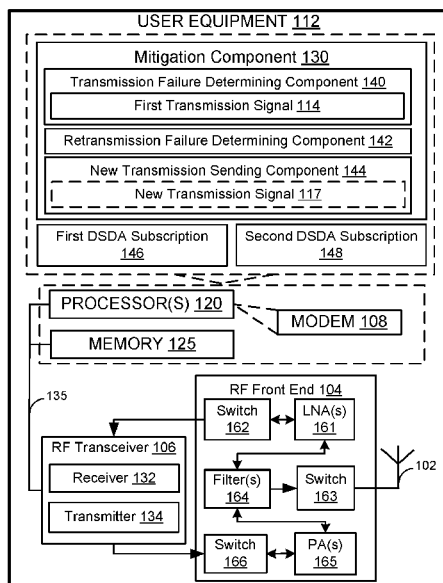 USER EQUIPMENT 112
Mitigation Component 130
Transmission Failure Determining Component 140
First Transmission Signal 114
Retransmission Failure Determining Component 142
New Transmission Sending Component 144
New Transmission Signal 117
First DSDA Subscription 146
Second DSDA Subscription 148
PROCESSOR(S) 120
MODEM 108
MEMORY 125
135
RF Front End 104
Switch 162
LNA(s) 161
RF Transceiver 106
Receiver 132
Transmitter 134
Filter(s) 164
Switch 163
102
Switch 166
PA(s) 165